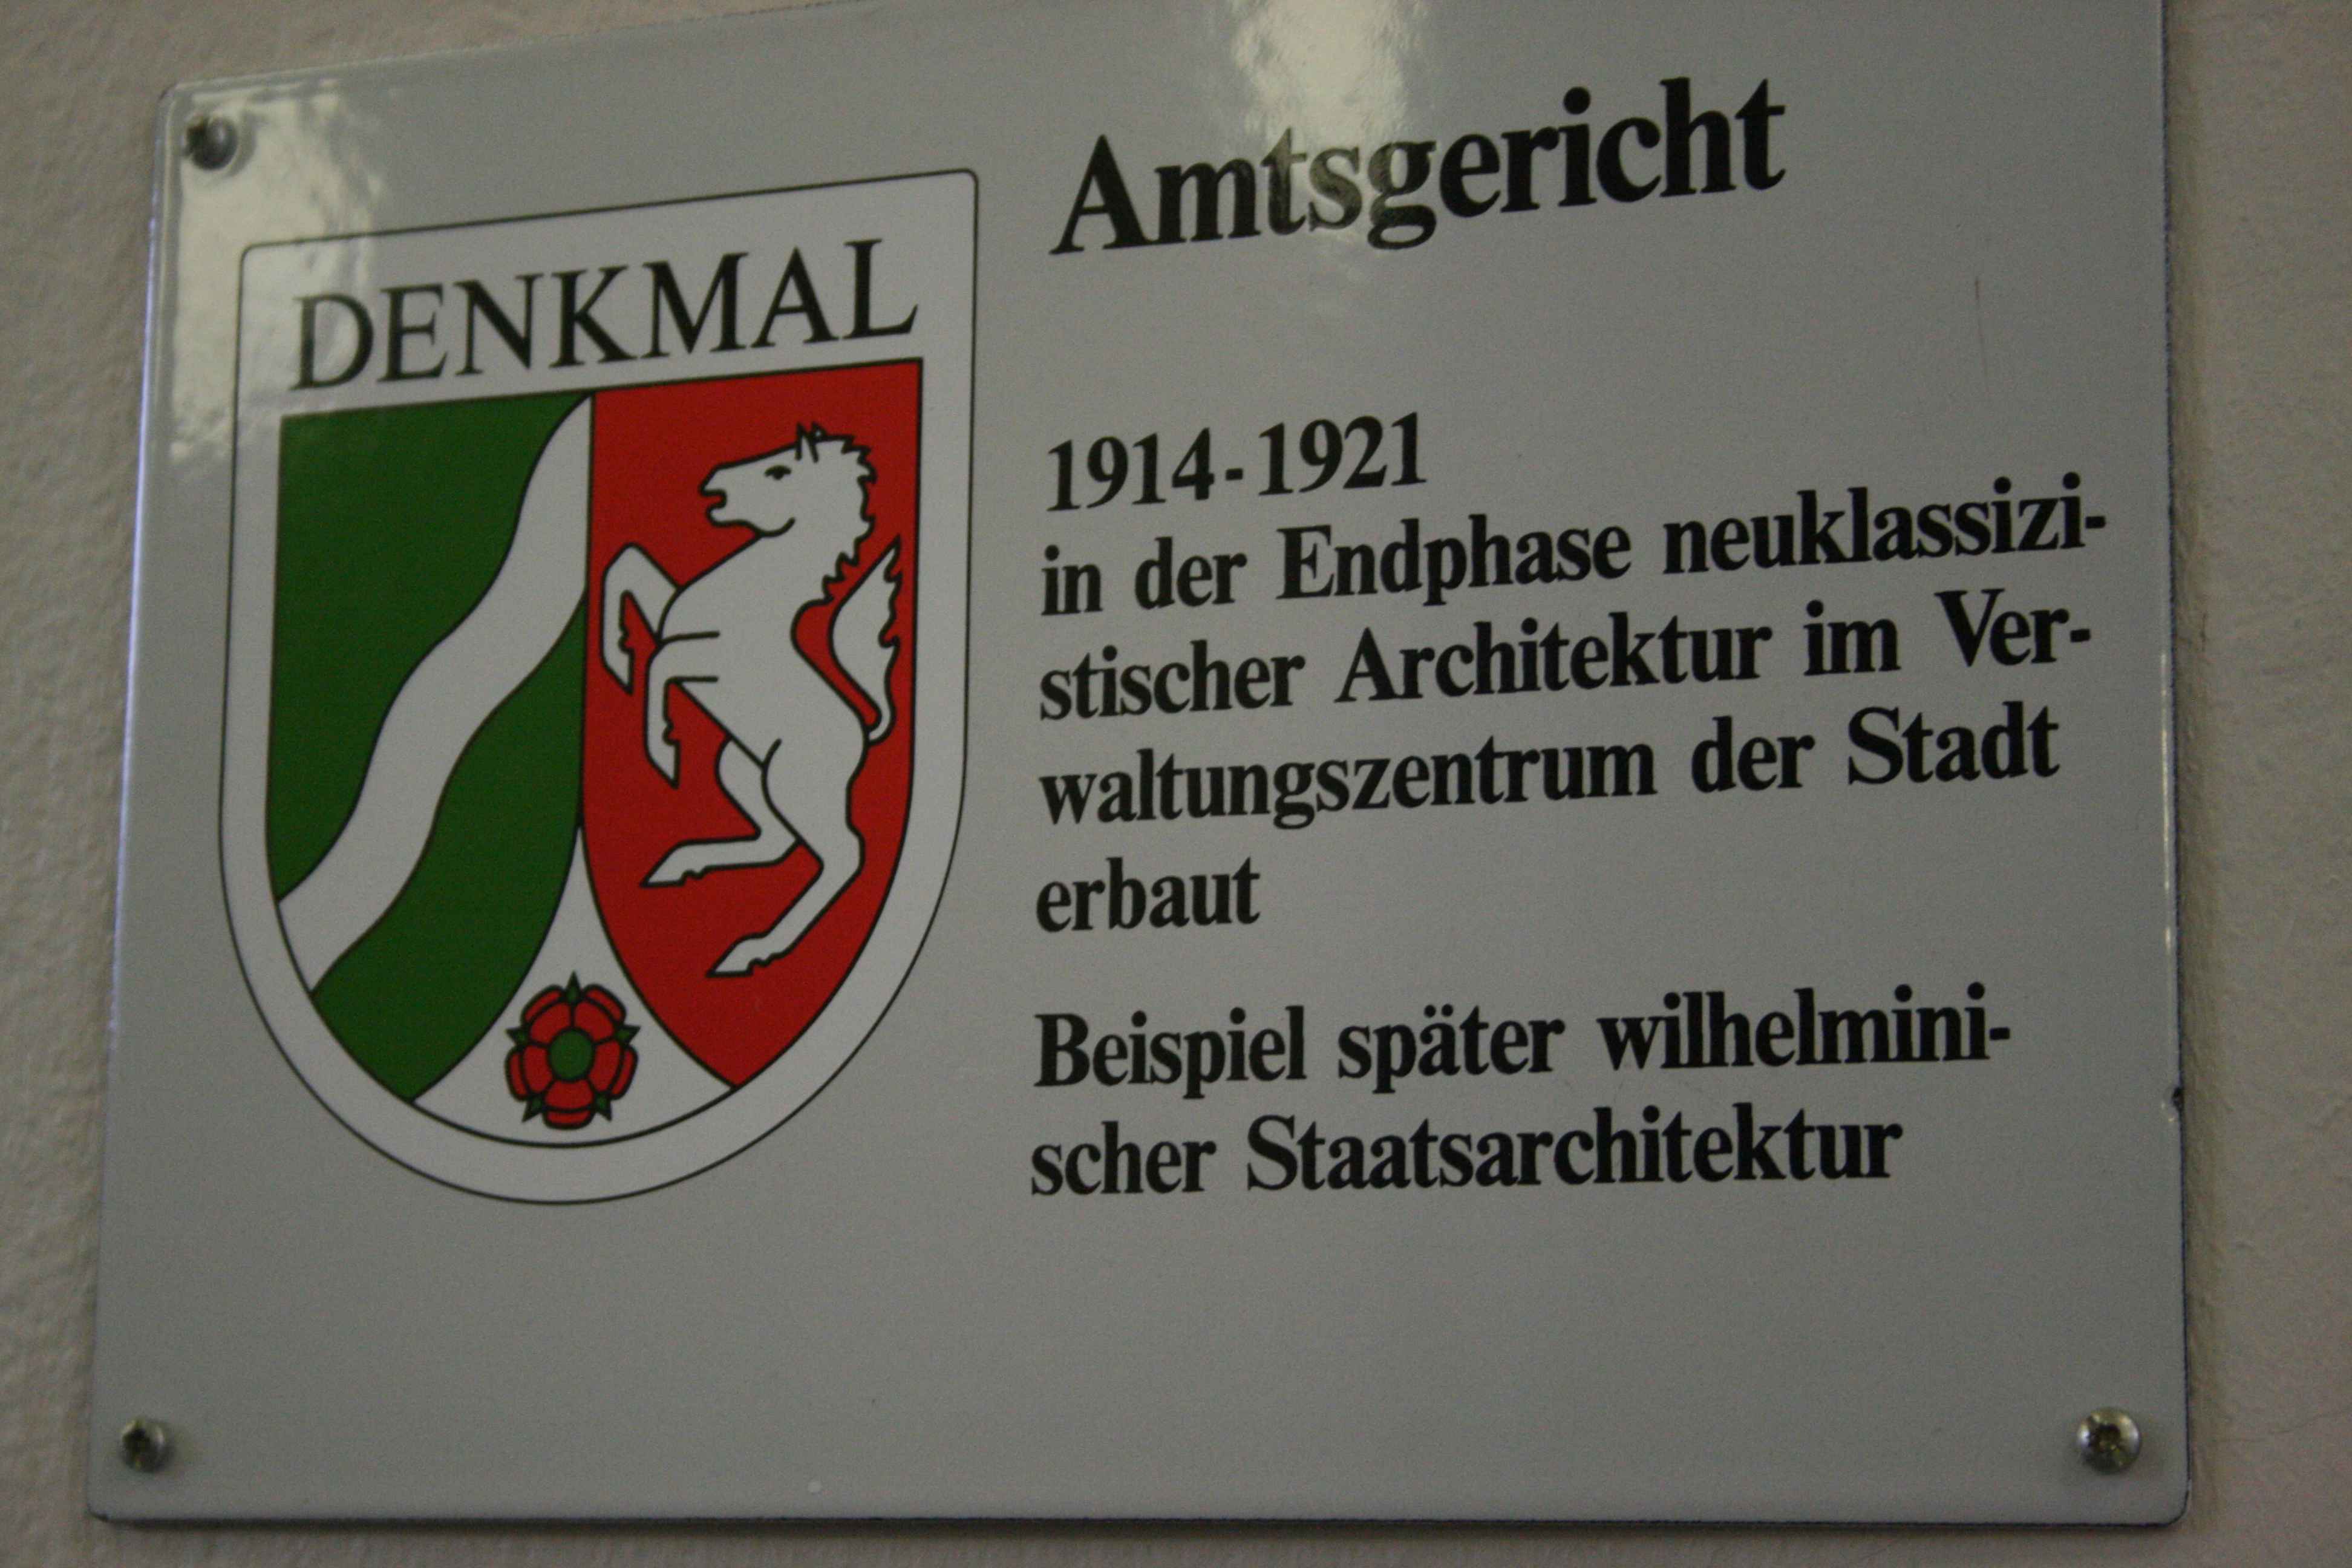 DENKMAL
Amtsgericht
1914-1921
in der Endphase neuklassizi-
stischer Architektur im Ver-
waltungszentrum der Stadt
erbaut
Beispiel später wilhelmini-
scher Staatsarchitektur